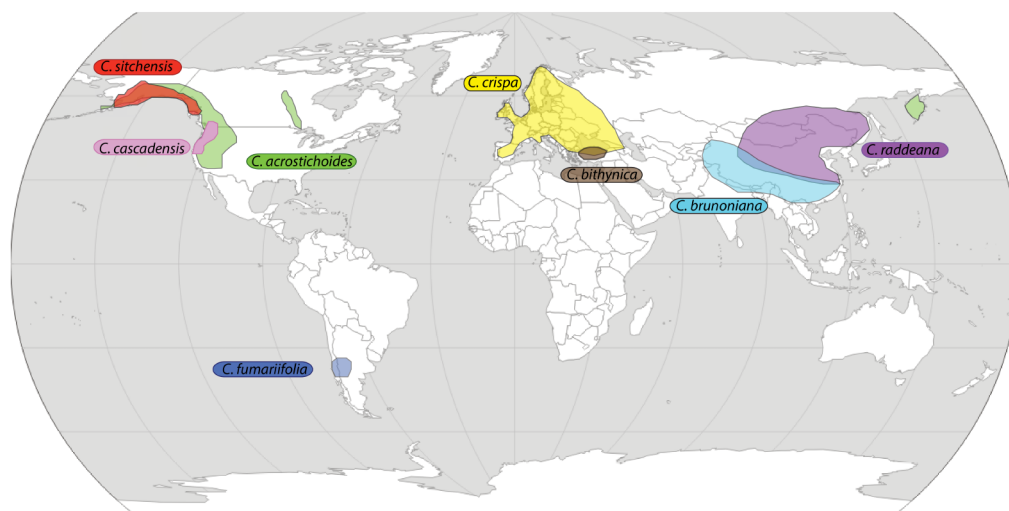 C. sitchensis
C. crispa
C. cascadensis
C. acrostichoides
C. raddeana
C. bithynica
C. brunoniana
C. fumariifolia